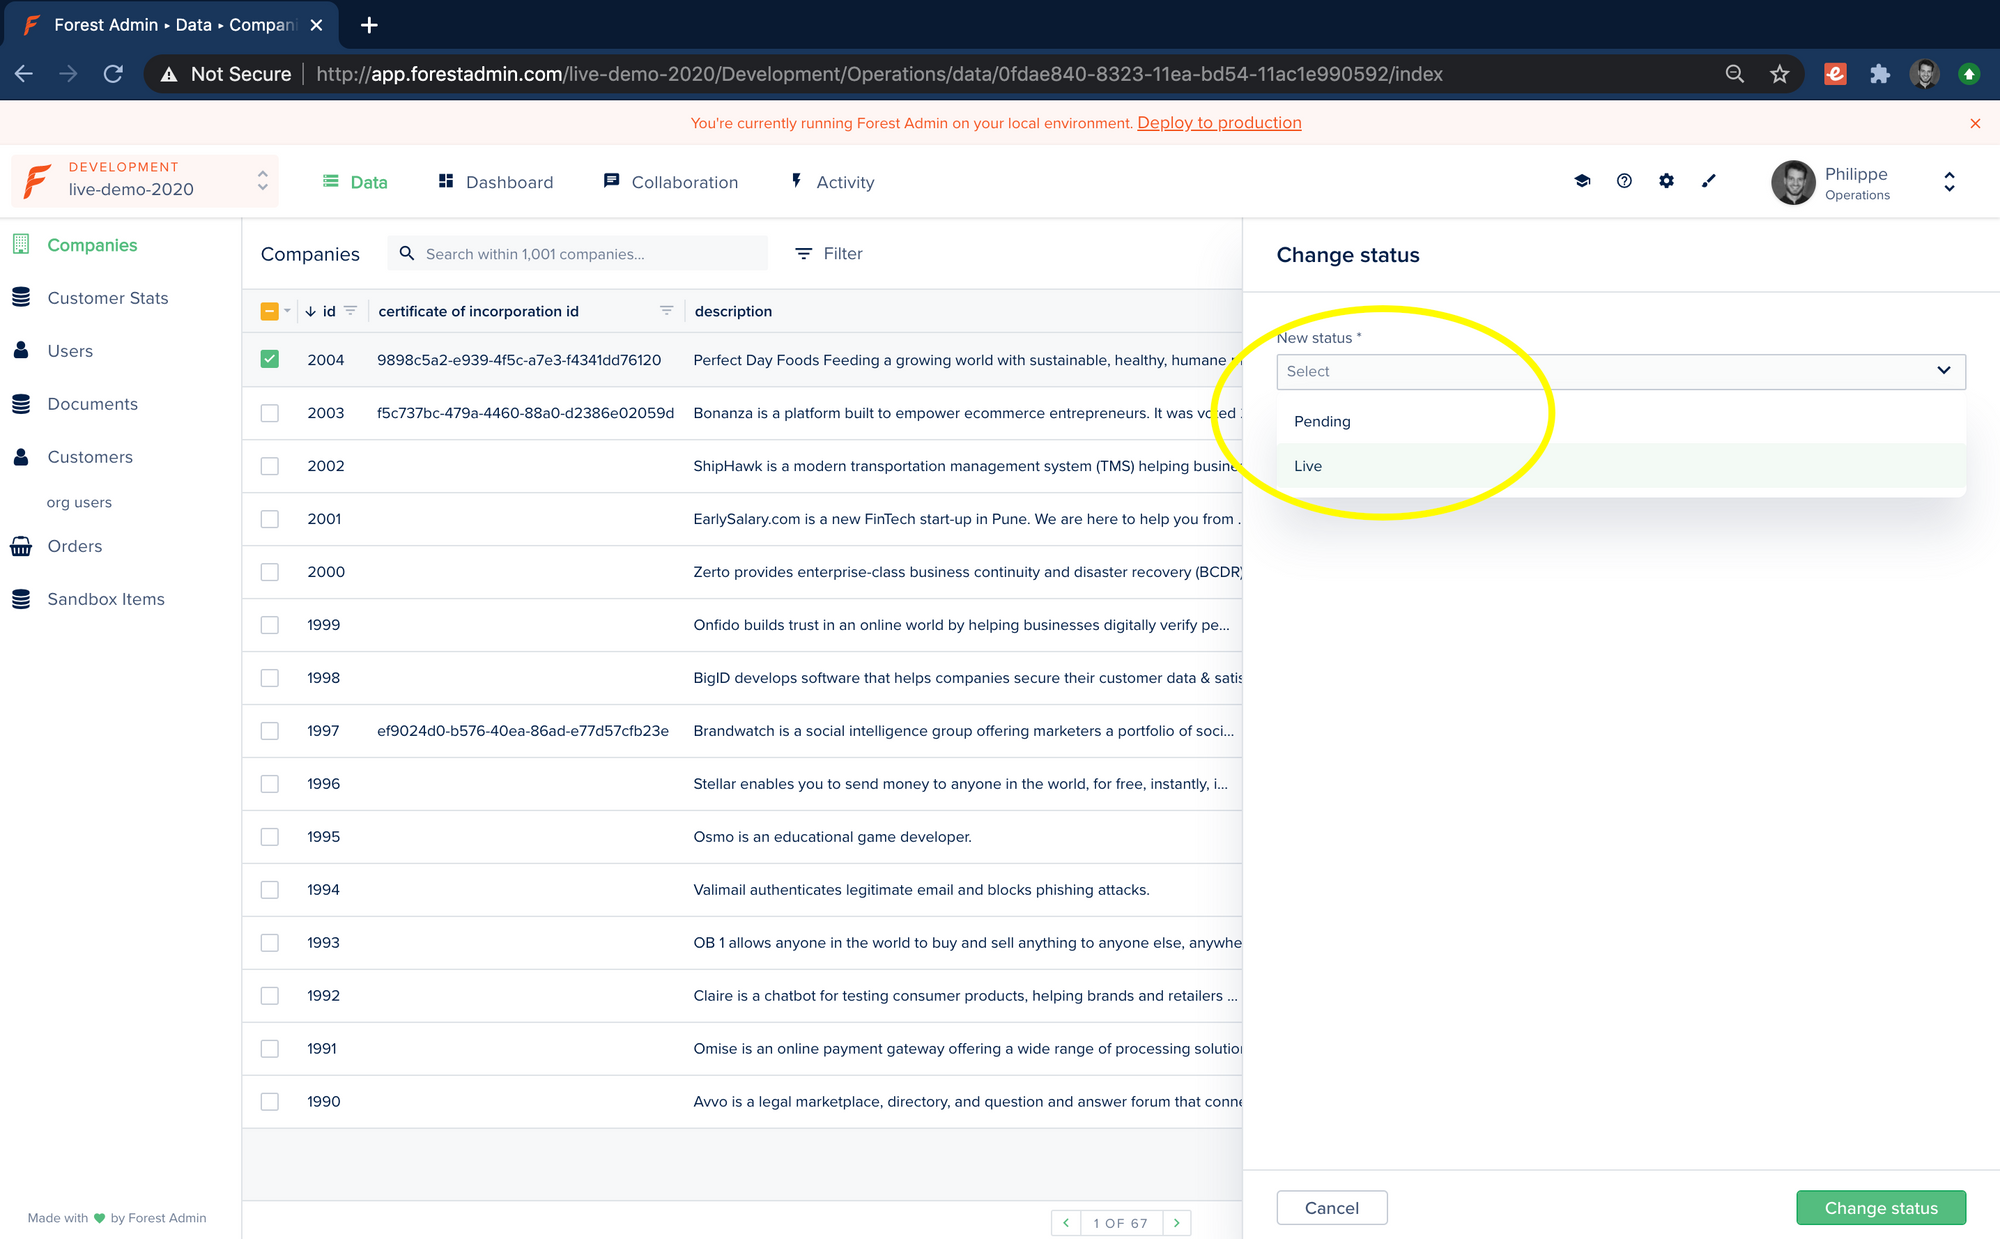 Forest Admin ▸ Data ▸ Compani
Not Secure
http://app.forestadmin.com/live-demo-2020/Development/Operations/data/0fdae840-8323-11ea-bd54-11ac1e990592/index
You're currently running Forest Admin on your local environment. Deploy to production
DEVELOPMENT
live-demo-2020
Data
Dashboard
Collaboration
Activity
Philippe
Operations
Companies
Customer Stats
Users
Documents
Customers
org users
Orders
Sandbox Items
Made with by Forest Admin
Companies
Search within 1,001 companies...
Filter
id certificate of incorporation id description
2004 9898c5a2-e939-4f5c-a7e3-f4341dd76120 Perfect Day Foods Feeding a growing world with sustainable, healthy, humane
2003 f5c737bc-479a-4460-88a0-d2386e02059d Bonanza is a platform built to empower ecommerce entrepreneurs. It was voted
2002 ShipHawk is a modern transportation management system (TMS) helping busine
2001 EarlySalary.com is a new FinTech start-up in Pune. We are here to help you from ..
2000 Zerto provides enterprise-class business continuity and disaster recovery (BCDR)
1999 Onfido builds trust in an online world by helping businesses digitally verify pe...
1998 BigID develops software that helps companies secure their customer data & satis
1997 ef9024d0-b576-40ea-86ad-e77d57cfb23e Brandwatch is a social intelligence group offering marketers a portfolio of soci...
1996 Stellar enables you to send money to anyone in the world, for free, instantly, i...
1995 Osmo is an educational game developer.
1994 Valimail authenticates legitimate email and blocks phishing attacks.
1993 OB 1 allows anyone in the world to buy and sell anything to anyone else, anywhe
1992 Claire is a chatbot for testing consumer products, helping brands and retailers ...
1991 Omise is an online payment gateway offering a wide range of processing solution
1990 Avvo is a legal marketplace, directory, and question and answer forum that conne
1 OF 67
Change status
New status *
Select
Pending
Live
Cancel
Change status